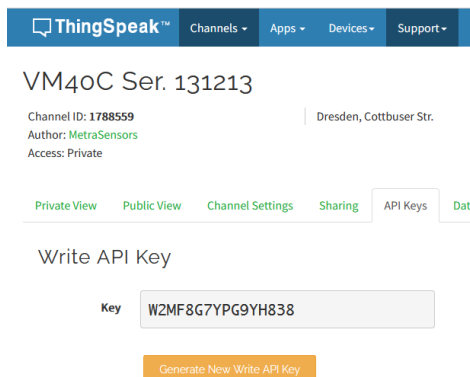 ThingSpeak™ Channels Apps Devices Support
VM40C Ser. 131213
Channel ID: 1788559 Dresden, Cottbuser Str.
Author: MetraSensors
Access: Private
Private View Public View Channel Settings Sharing API Keys Dat
Write API Key
Key W2MF8G7YPG9YH838
Generate New Write API Key